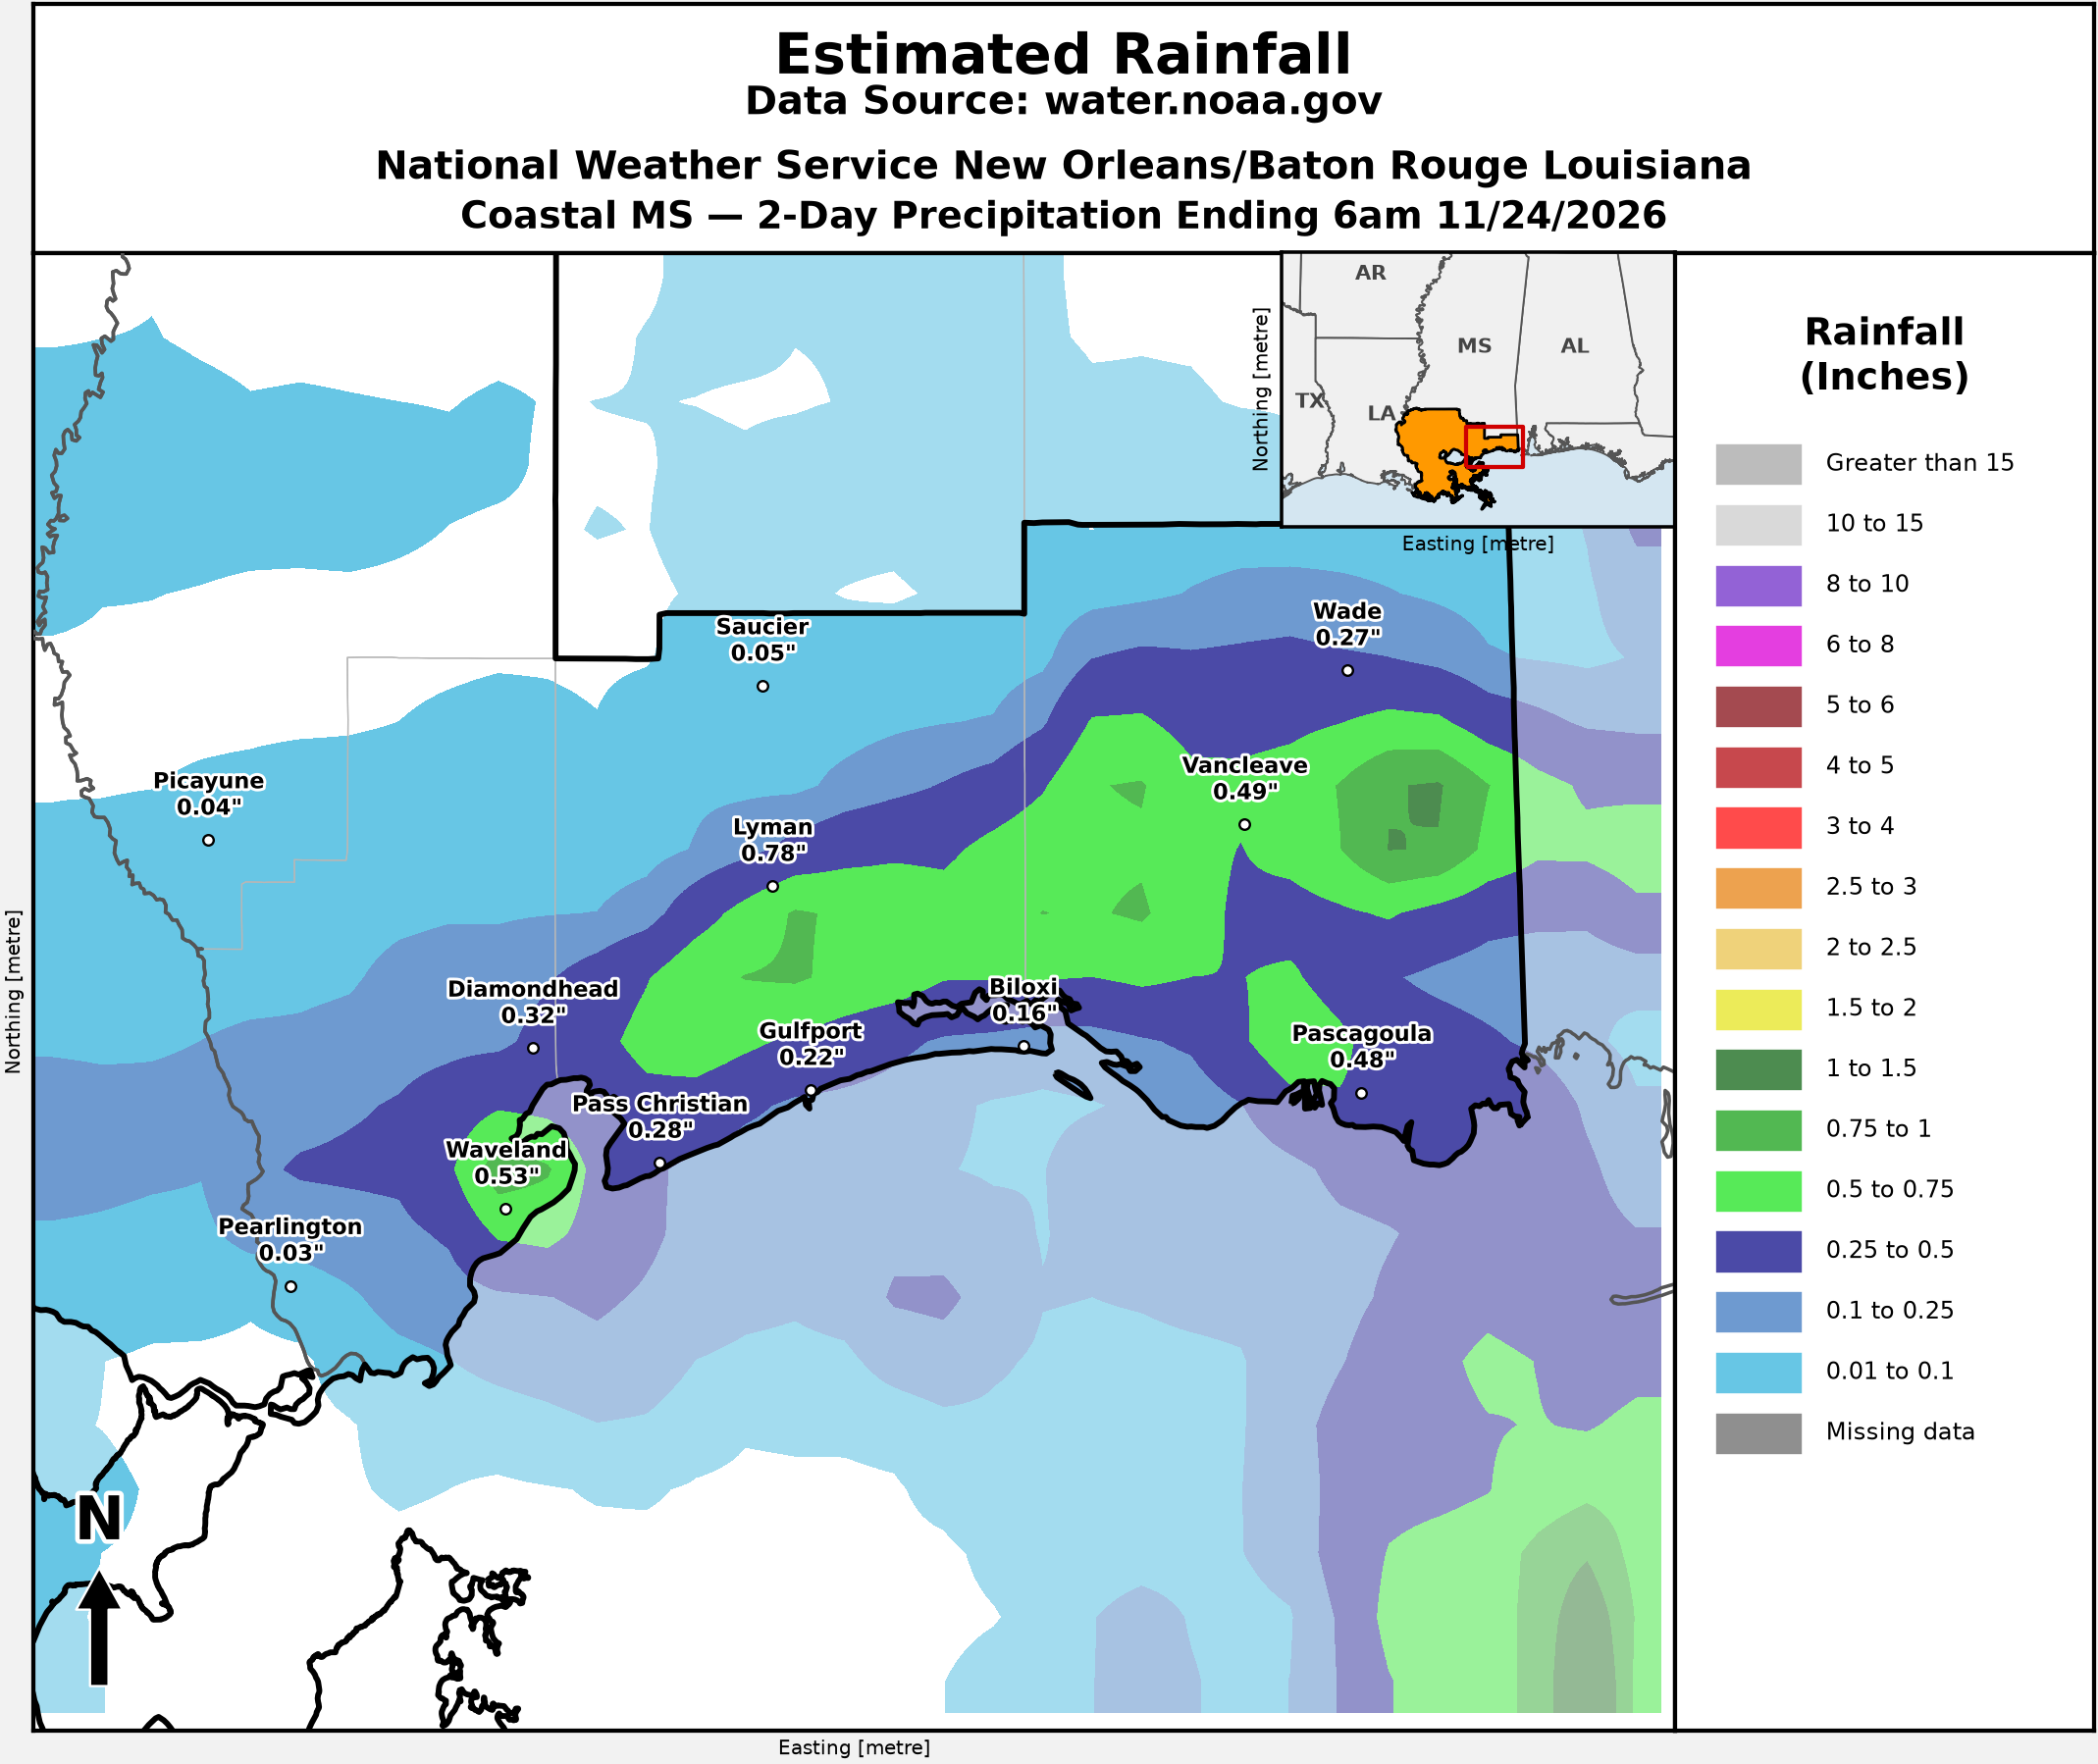 Estimated Rainfall
Data Source: water.noaa.gov
National Weather Service New Orleans/Baton Rouge Louisiana
Coastal MS — 2-Day Precipitation Ending 6am 11/24/2026
AR
MS
AL
TX
LA
Northing [metre]
Easting [metre]
Rainfall
(Inches)
Greater than 15
10 to 15
8 to 10
6 to 8
5 to 6
4 to 5
3 to 4
2.5 to 3
2 to 2.5
1.5 to 2
1 to 1.5
0.75 to 1
0.5 to 0.75
0.25 to 0.5
0.1 to 0.25
0.01 to 0.1
Missing data
Wade
0.27"
Saucier
0.05"
Picayune
0.04"
Vancleave
0.49"
Lyman
0.78"
Diamondhead
0.32"
Biloxi
0.16"
Gulfport
0.22"
Pascagoula
0.48"
Pass Christian
0.28"
Waveland
0.53"
Pearlington
0.03"
N
Northing [metre]
Easting [metre]